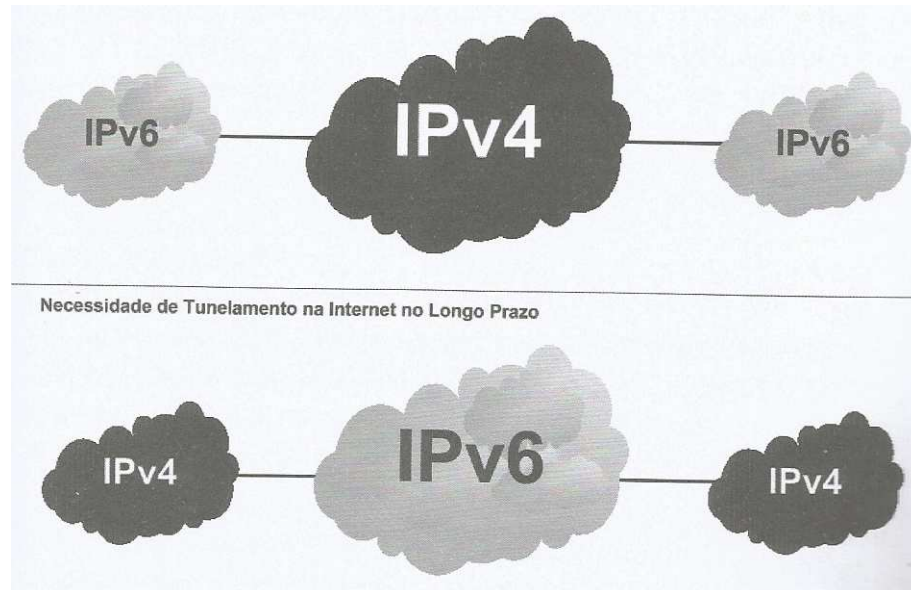 IPv6
IPv4
IPv6
Necessidade de Tunelamento na Internet no Longo Prazo
IPv4
IPv6
IPv4